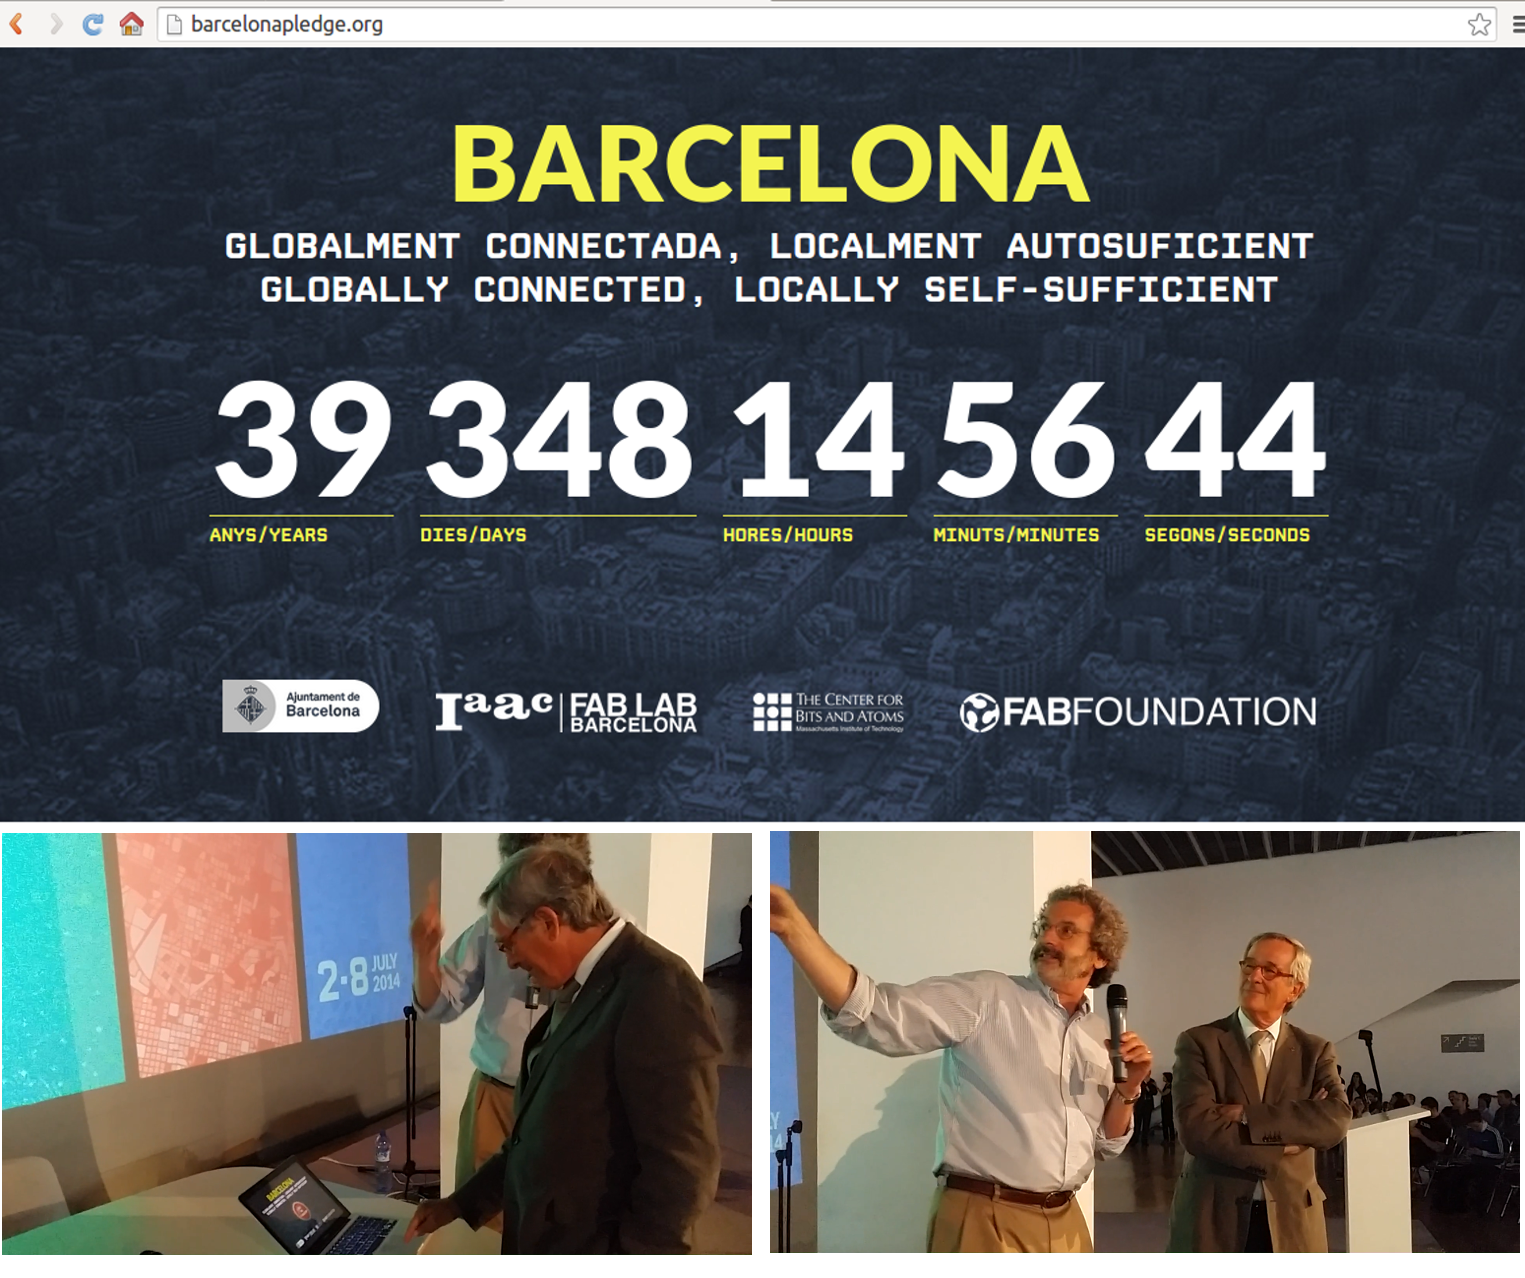 barcelonapledge.org
BARCELONA
GLOBALMENT CONNECTADA, LOCALMENT AUTOSUFICIENT
GLOBALLY CONNECTED, LOCALLY SELF-SUFFICIENT
39 348 14 56 44
ANYS/YEARS DIES/DAYS HORES/HOURS MINUTS/MINUTES SEGONS/SECONDS
Ajuntament de
Barcelona
Iaac
FAB LAB
BARCELONA
THE CENTER FOR
BITS AND ATOMS
Massachusetts Institute of Technology
FABFOUNDATION
2-8 JULY
2014
BARCELONA